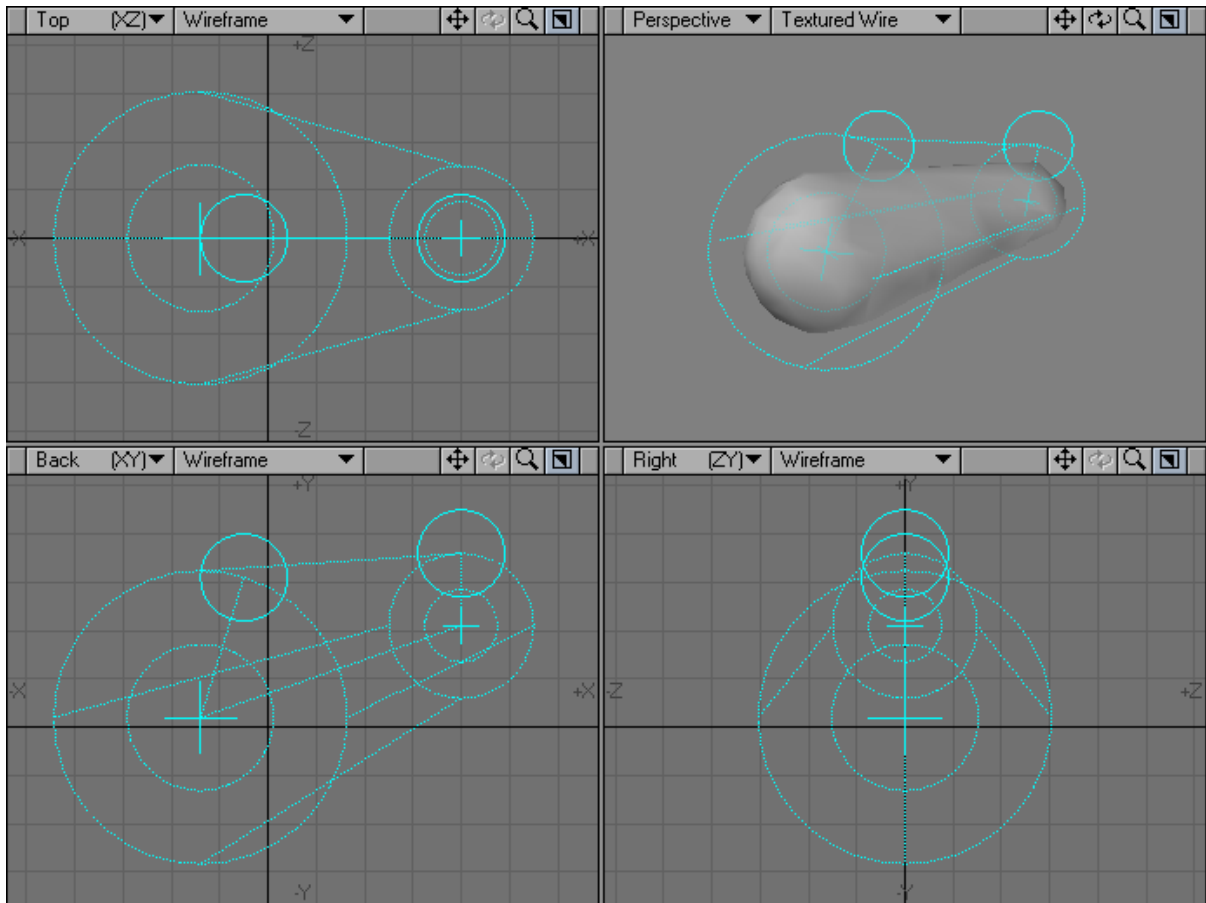 Top (XZ) Wireframe
Perspective Textured Wire
+Z
-X +X
-Z
Back (XY) Wireframe
Right (ZY) Wireframe
+Y +Y
-X +X -Z +Z
-Y -Y